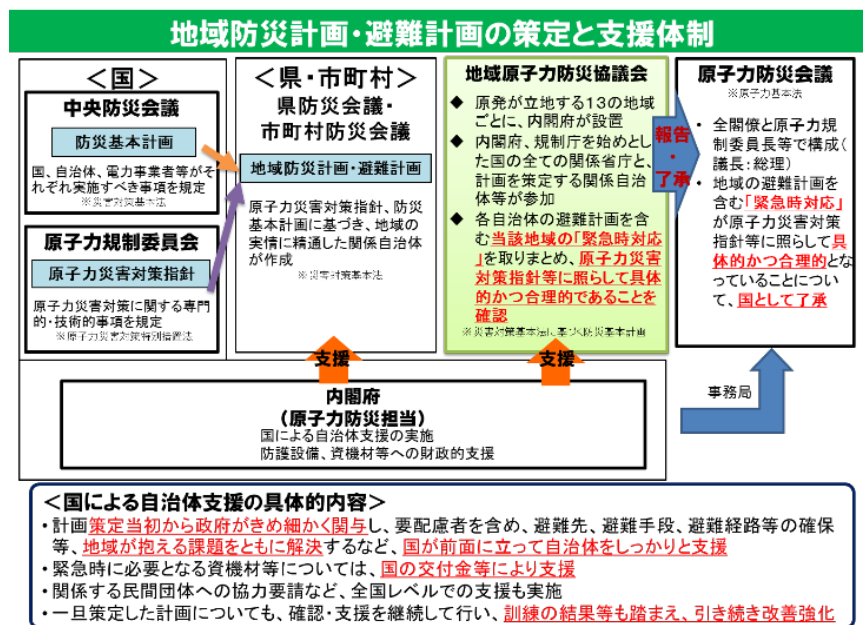 地域防災計画・避難計画の策定と支援体制
＜国＞
中央防災会議
防災基本計画
国、自治体、電力事業者等がそ
れぞれ実施すべき事項を規定
※災害対策基本法
原子力規制委員会
原子力災害対策指針
原子力災害対策に関する専門
的・技術的事項を規定
※原子力災害対策特別措置法
＜県・市町村＞
県防災会議・
市町村防災会議
地域防災計画・避難計画
原子力災害対策指針、防災
基本計画に基づき、地域の
実情に精通した関係自治体
が作成
※災害対策基本法
地域原子力防災協議会
◆ 原発が立地する13の地域
ごとに、内閣府が設置
◆ 内閣府、規制庁を始めとし
た国の全ての関係省庁と、
計画を策定する関係自治
体等が参加
◆ 各自治体の避難計画を含
む当該地域の「緊急時対応
」を取りまとめ、原子力災害
対策指針等に照らして具体
的かつ合理的であることを
確認
※災害対策基本法に基づく防災基本計画
報告
・
了承
原子力防災会議
※原子力基本法
・ 全閣僚と原子力規
制委員長等で構成(
議長：総理)
・ 地域の避難計画を
含む「緊急時対応」
が原子力災害対策
指針等に照らして具
体的かつ合理的とな
っていることについ
て、国として了承
支援
支援
事務局
内閣府
(原子力防災担当)
国による自治体支援の実施
防護設備、資機材等への財政的支援
＜国による自治体支援の具体的内容＞
・計画策定当初から政府がきめ細かく関与し、要配慮者を含め、避難先、避難手段、避難経路等の確保
等、地域が抱える課題をともに解決するなど、国が前面に立って自治体をしっかりと支援
・緊急時に必要となる資機材等については、国の交付金等により支援
・関係する民間団体への協力要請など、全国レベルでの支援も実施
・一旦策定した計画についても、確認・支援を継続して行い、訓練の結果等も踏まえ、引き続き改善強化